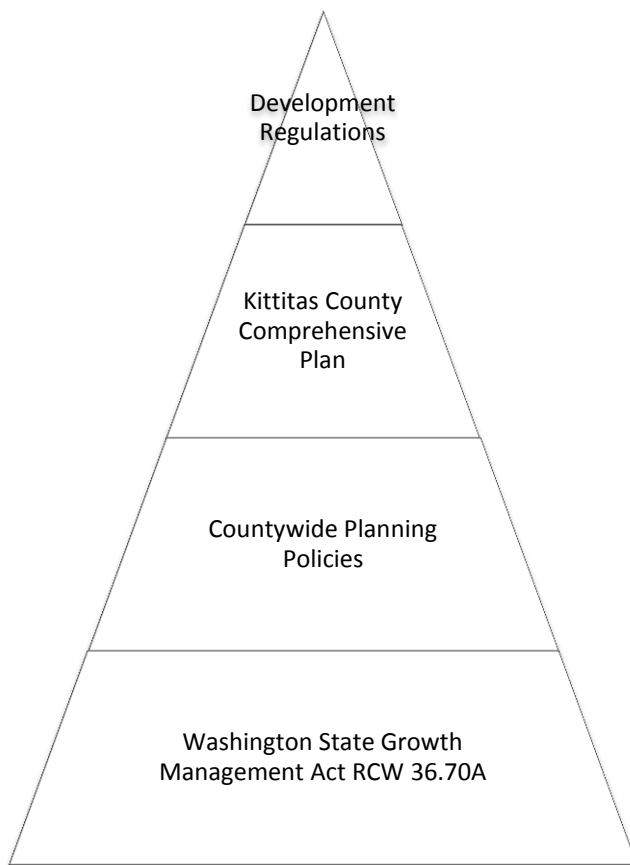 Development
Regulations
Kittitas County
Comprehensive
Plan
Countywide Planning
Policies
Washington State Growth
Management Act RCW 36.70A